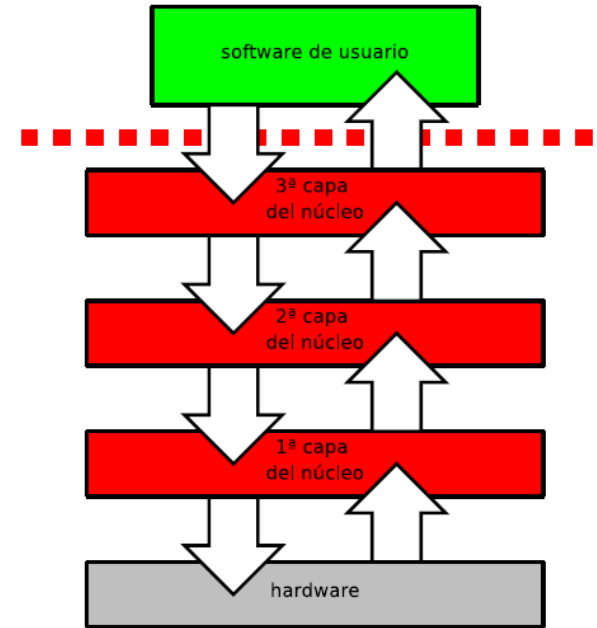 software de usuario
3ª capa
del núcleo
2ª capa
del núcleo
1ª capa
del núcleo
hardware